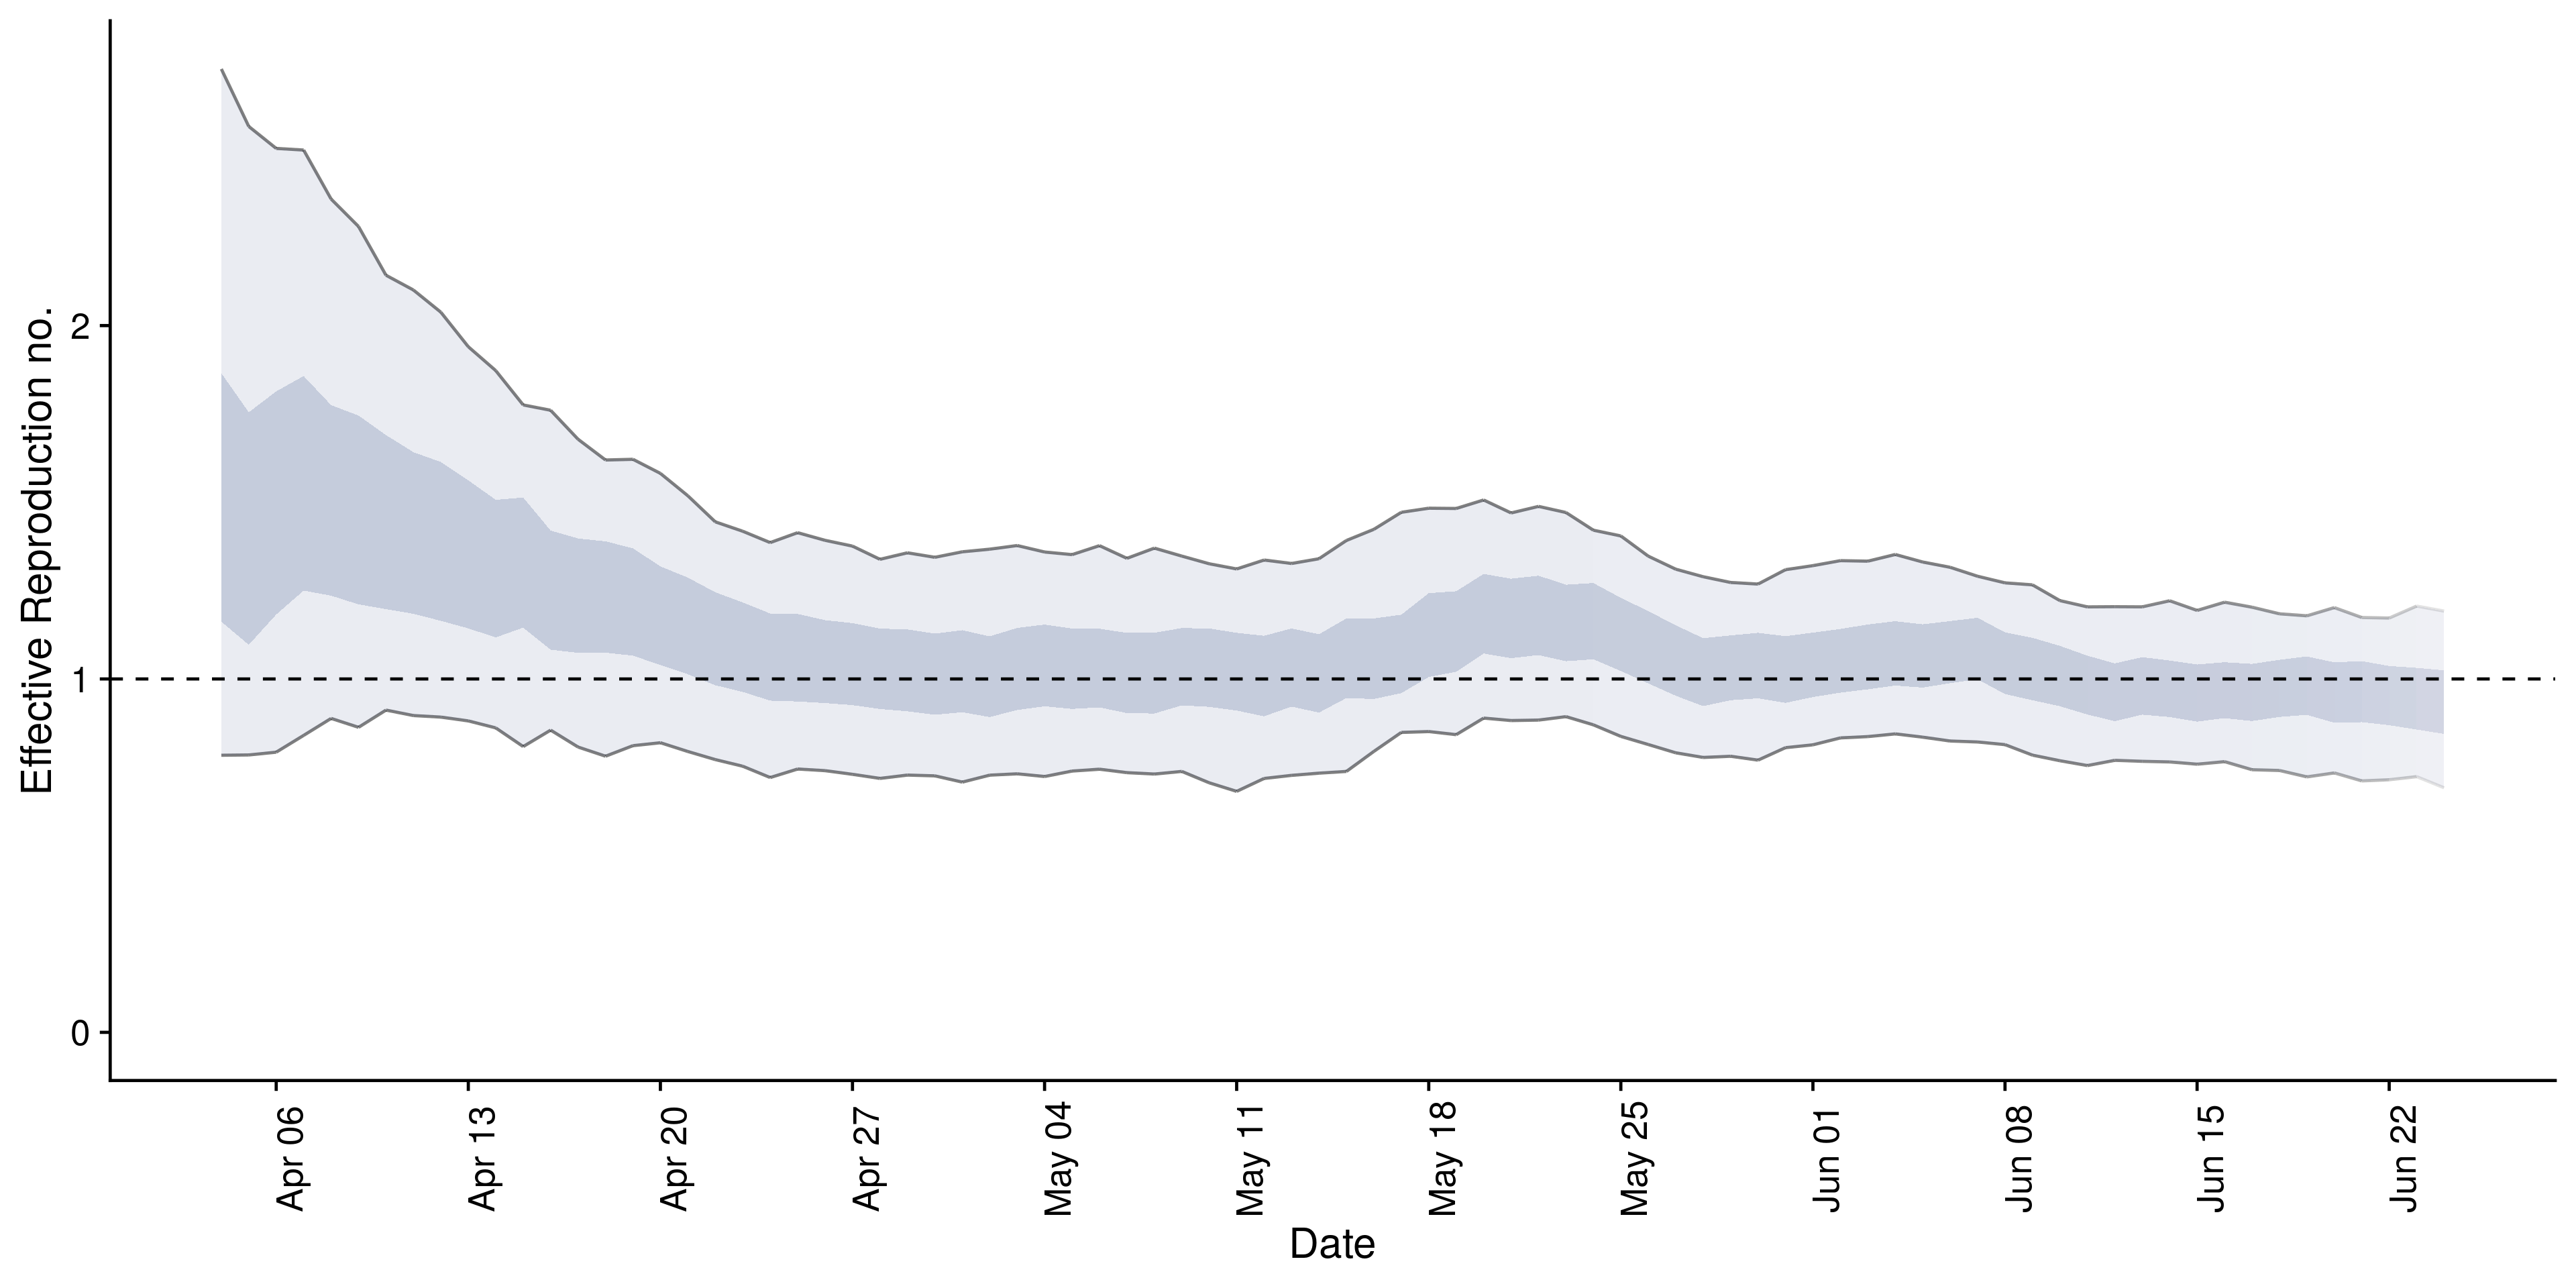 Effective Reproduction no.
2
1
0
Apr 06
Apr 13
Apr 20
Apr 27
May 04
May 11
May 18
May 25
Jun 01
Jun 08
Jun 15
Jun 22
Date